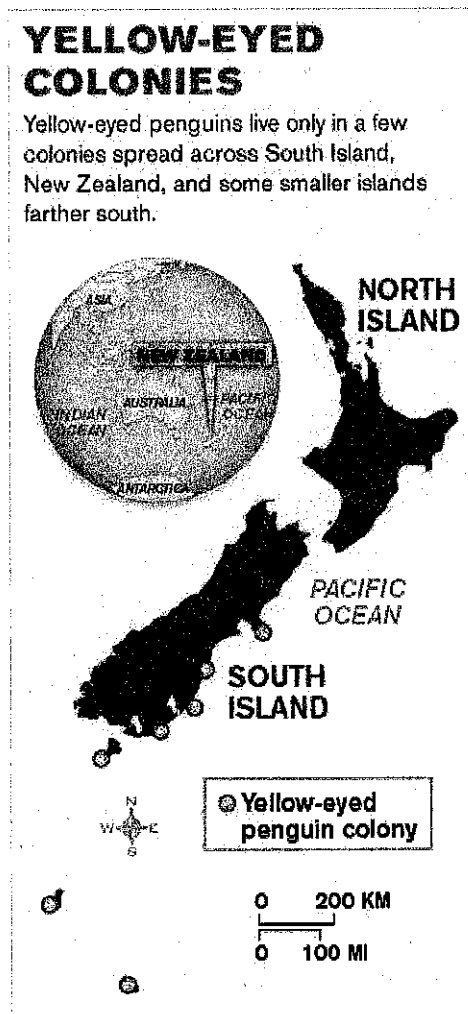 YELLOW-EYED
COLONIES
Yellow-eyed penguins live only in a few
colonies spread across South Island,
New Zealand, and some smaller islands
farther south.
NORTH
ISLAND
ASIA
NEW ZEALAND
AUSTRALIA
PACIFIC
OCEAN
INDIAN
OCEAN
ANTARCTICA
PACIFIC
OCEAN
SOUTH
ISLAND
N
W E
S
Yellow-eyed
penguin colony
0 200 KM
0 100 MI